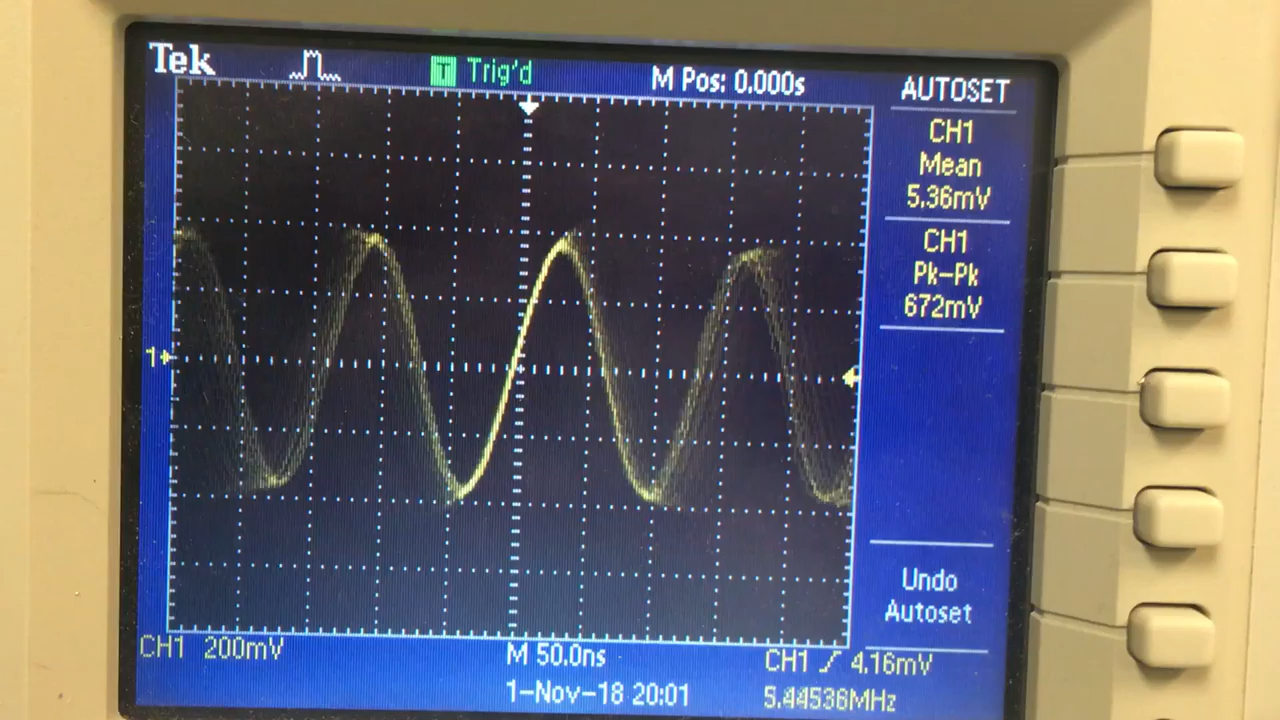 Tek
T Trig'd
M Pos: 0.000s
AUTOSET
CH1
Mean
5.36mV
CH1
Pk-Pk
672mV
1
Undo
Autoset
CH1 200mV
M 50.0ns
CH1 4.16mV
1-Nov-18 20:01
5.44536MHz